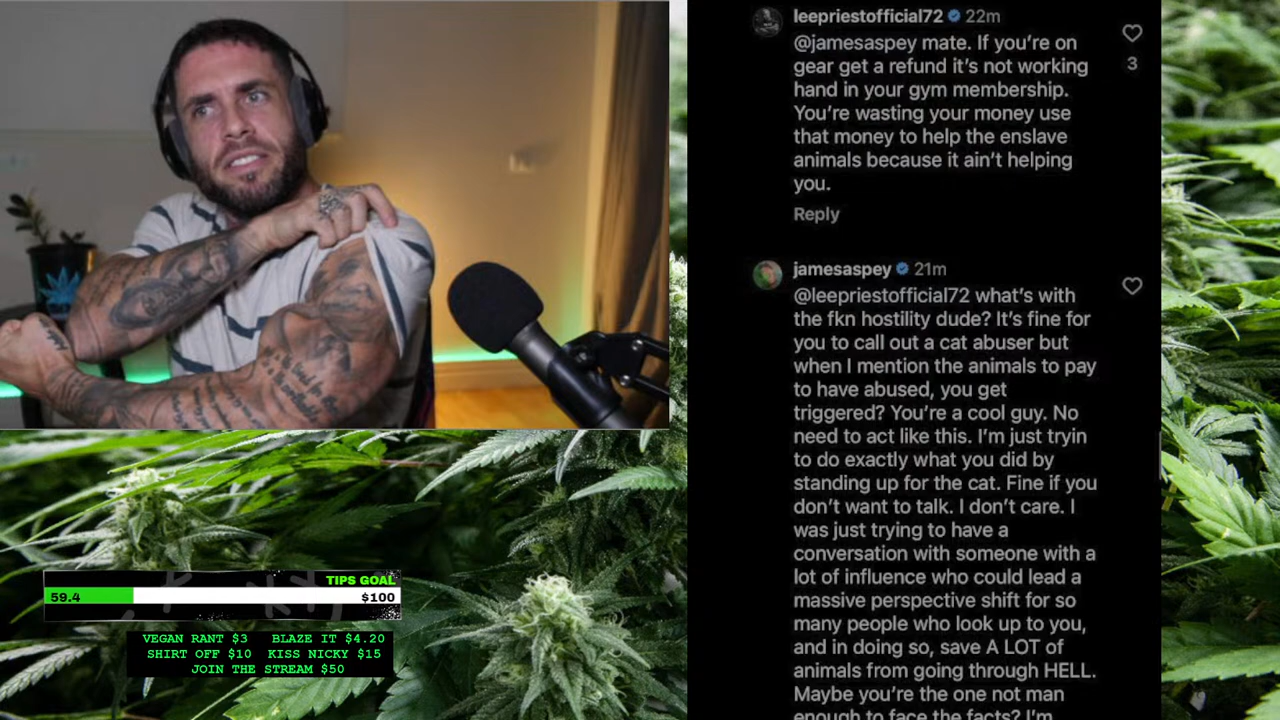 leepriestofficial72 22m
@jamesaspey mate. If you're on
gear get a refund it's not working
hand in your gym membership.
You're wasting your money use
that money to help the enslave
animals because it ain't helping
you.
3
Reply
jamesaspey 21m
@leepriestofficial72 what's with
the fkn hostility dude? It's fine for
you to call out a cat abuser but
when I mention the animals to pay
to have abused, you get
triggered? You're a cool guy. No
need to act like this. I'm just tryin
to do exactly what you did by
standing up for the cat. Fine if you
don't want to talk. I don't care. I
was just trying to have a
conversation with someone with a
lot of influence who could lead a
massive perspective shift for so
many people who look up to you,
and in doing so, save A LOT of
animals from going through HELL.
Maybe you're the one not man
enough to face the facts? I'm
TIPS GOAL
59.4 $100
VEGAN RANT $3 BLAZE IT $4.20
SHIRT OFF $10 KISS NICKY $15
JOIN THE STREAM $50